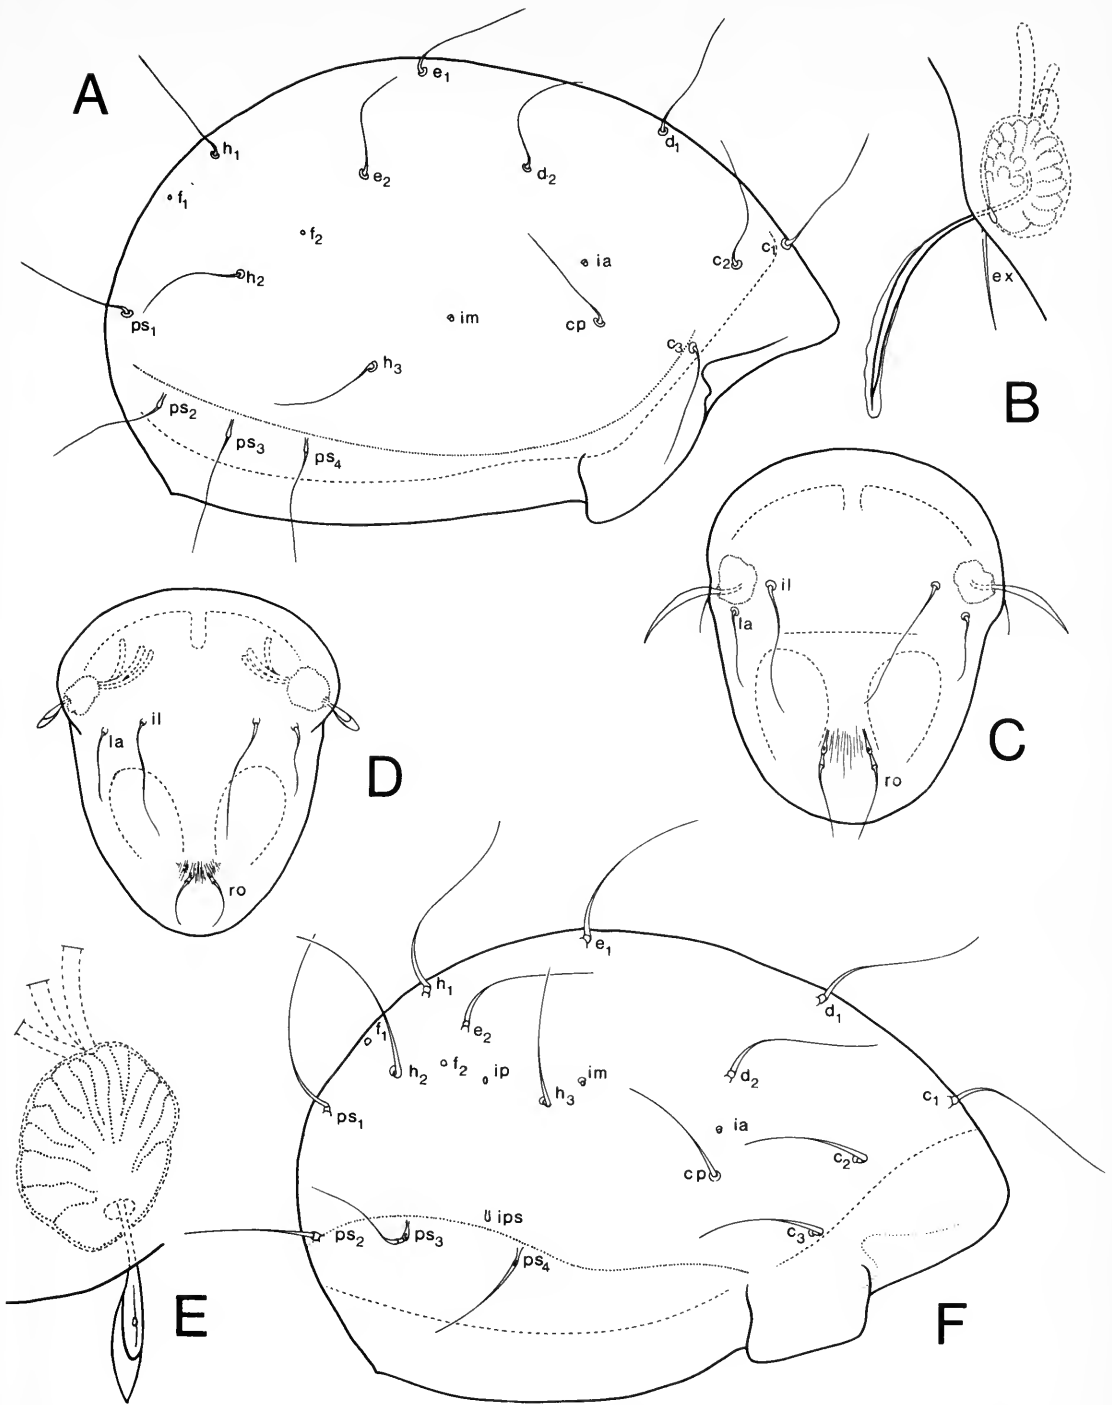 A
e1
h1
d1
e2
d2
f1
f2
c1
c2
ia
h2
ps1
im
cp
c3
h3
ps2
ps3
ps4
ex
B
il
la
C
ro
il
la
D
ro
e1
h1
d1
e2
f1
h2
f2
ip
im
h3
d2
c1
ps1
ia
c2
cp
ips
ps2
ps3
c3
ps4
E
F